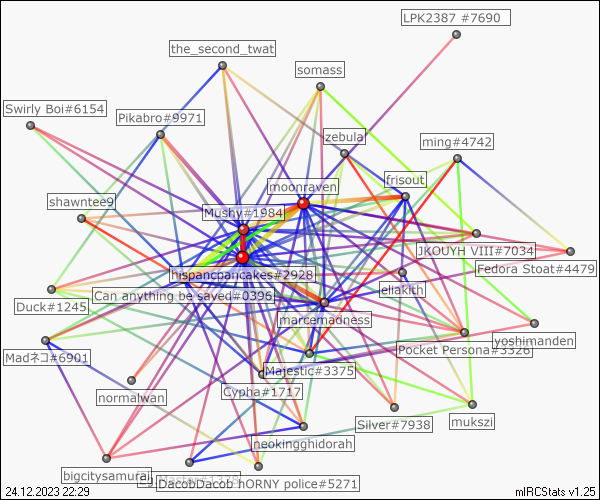 LPK2387 #7690
the_second_twat
somass
Swirly Boi#6154
Pikabro#9971
zebula
ming#4742
moonraven
frisout
shawntee9
Mushy#1984
JKOUYH VIII#7034
hispancpancakes#2928
Fedora Stoat#4479
eliakith
Can anything be saved#0396
Duck#1245
marcemadness
yoshimanden
Pocket Persona#3326
Madネコ#6901
Majestic#3375
Cypha#1717
normalwan
Silver#7938
mukszi
neokingghidorah
bigcitysamurai
DacobDacob hORNY police#5271
24.12.2023 22:29
mIRCStats v1.25